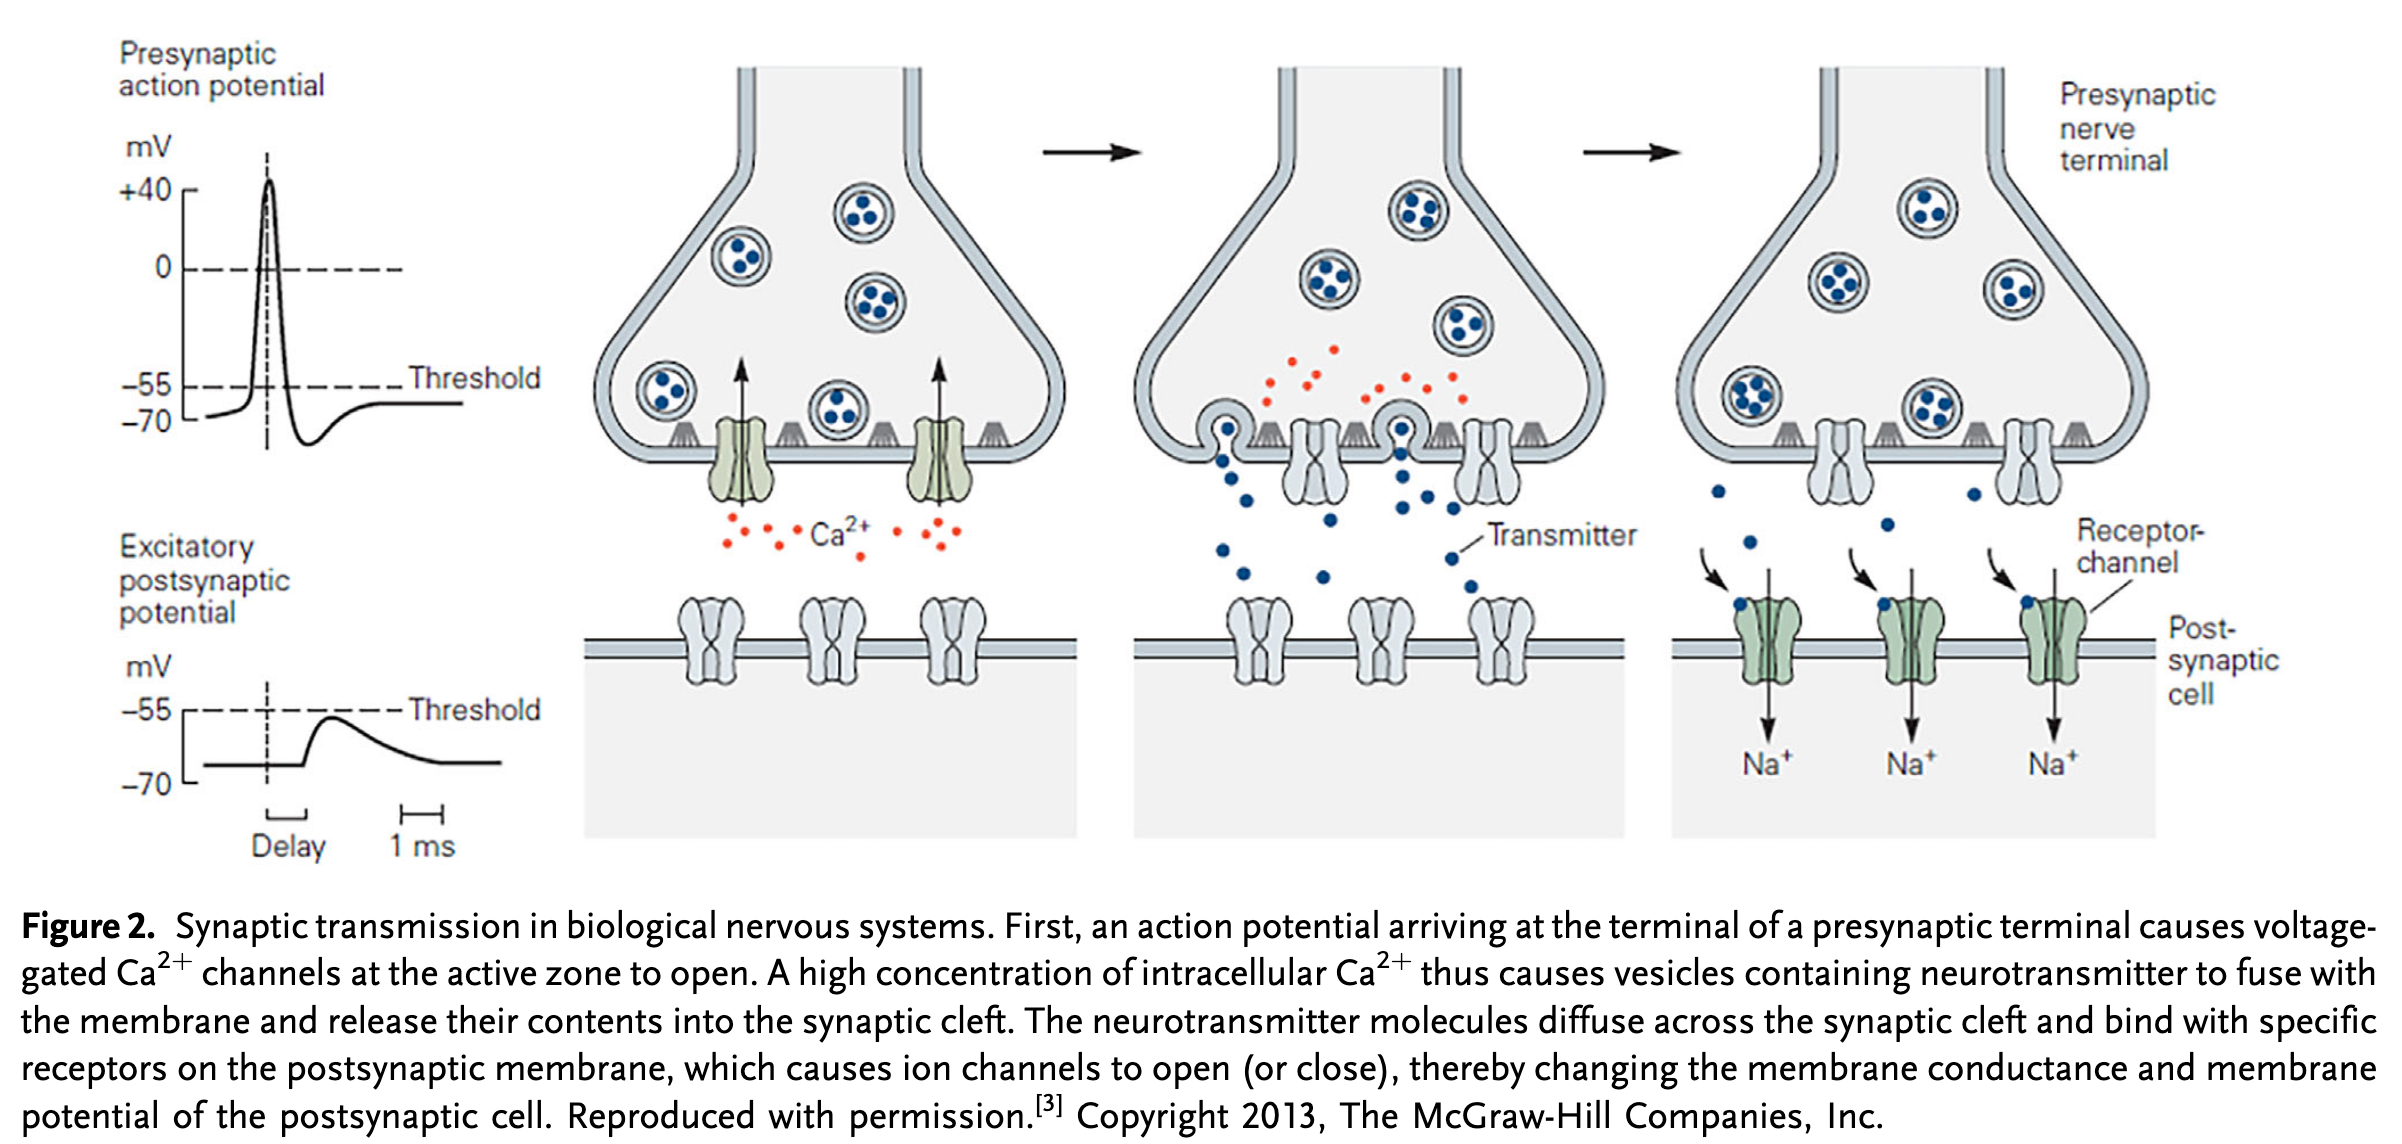 Presynaptic
action potential
mV
+40
0
−55
Threshold
−70
Excitatory
postsynaptic
potential
mV
−55
Threshold
−70
Delay
1 ms
Ca²⁺
Transmitter
Presynaptic
nerve
terminal
Receptor-
channel
Post-
synaptic
cell
Na⁺
Na⁺
Na⁺
Figure 2. Synaptic transmission in biological nervous systems. First, an action potential arriving at the terminal of a presynaptic terminal causes voltage-
gated Ca²⁺ channels at the active zone to open. A high concentration of intracellular Ca²⁺ thus causes vesicles containing neurotransmitter to fuse with
the membrane and release their contents into the synaptic cleft. The neurotransmitter molecules diffuse across the synaptic cleft and bind with specific
receptors on the postsynaptic membrane, which causes ion channels to open (or close), thereby changing the membrane conductance and membrane
potential of the postsynaptic cell. Reproduced with permission.[3] Copyright 2013, The McGraw-Hill Companies, Inc.